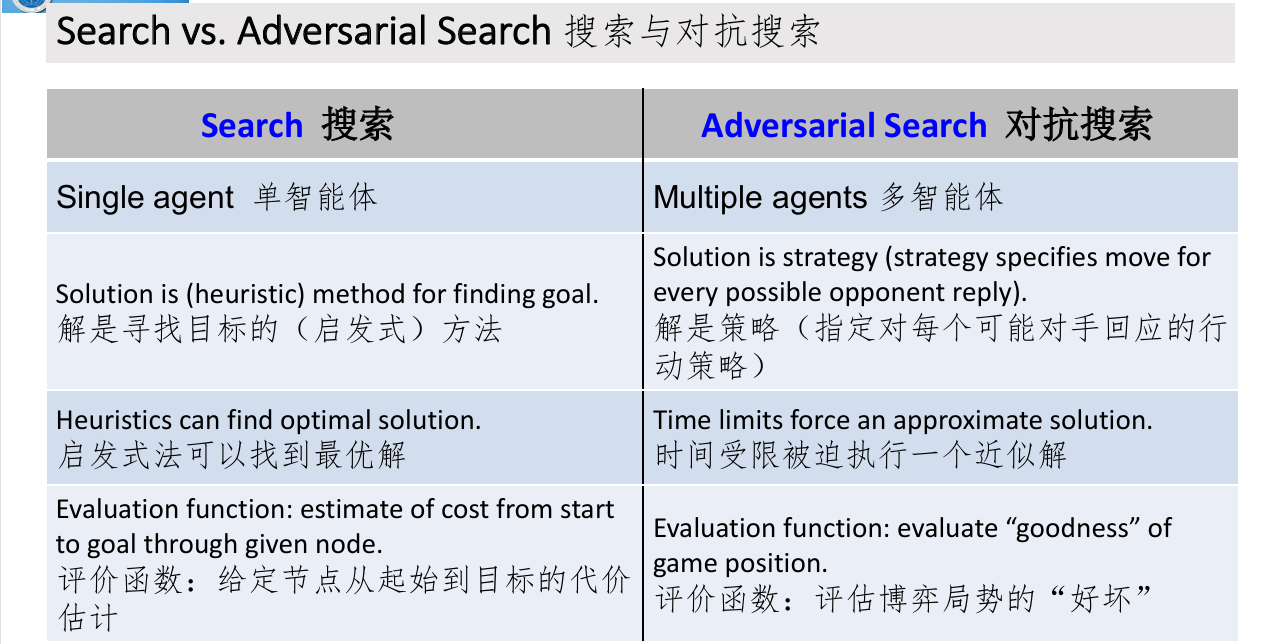 Search vs. Adversarial Search 搜索与对抗搜索
Search 搜索
Adversarial Search 对抗搜索
Single agent 单智能体
Multiple agents 多智能体
Solution is (heuristic) method for finding goal.
解是寻找目标的（启发式）方法
Solution is strategy (strategy specifies move for
every possible opponent reply).
解是策略（指定对每个可能对手回应的行
动策略）
Heuristics can find optimal solution.
启发式法可以找到最优解
Time limits force an approximate solution.
时间受限被迫执行一个近似解
Evaluation function: estimate of cost from start
to goal through given node.
评价函数：给定节点从起始到目标的代价
估计
Evaluation function: evaluate “goodness” of
game position.
评价函数：评估博弈局势的“好坏”